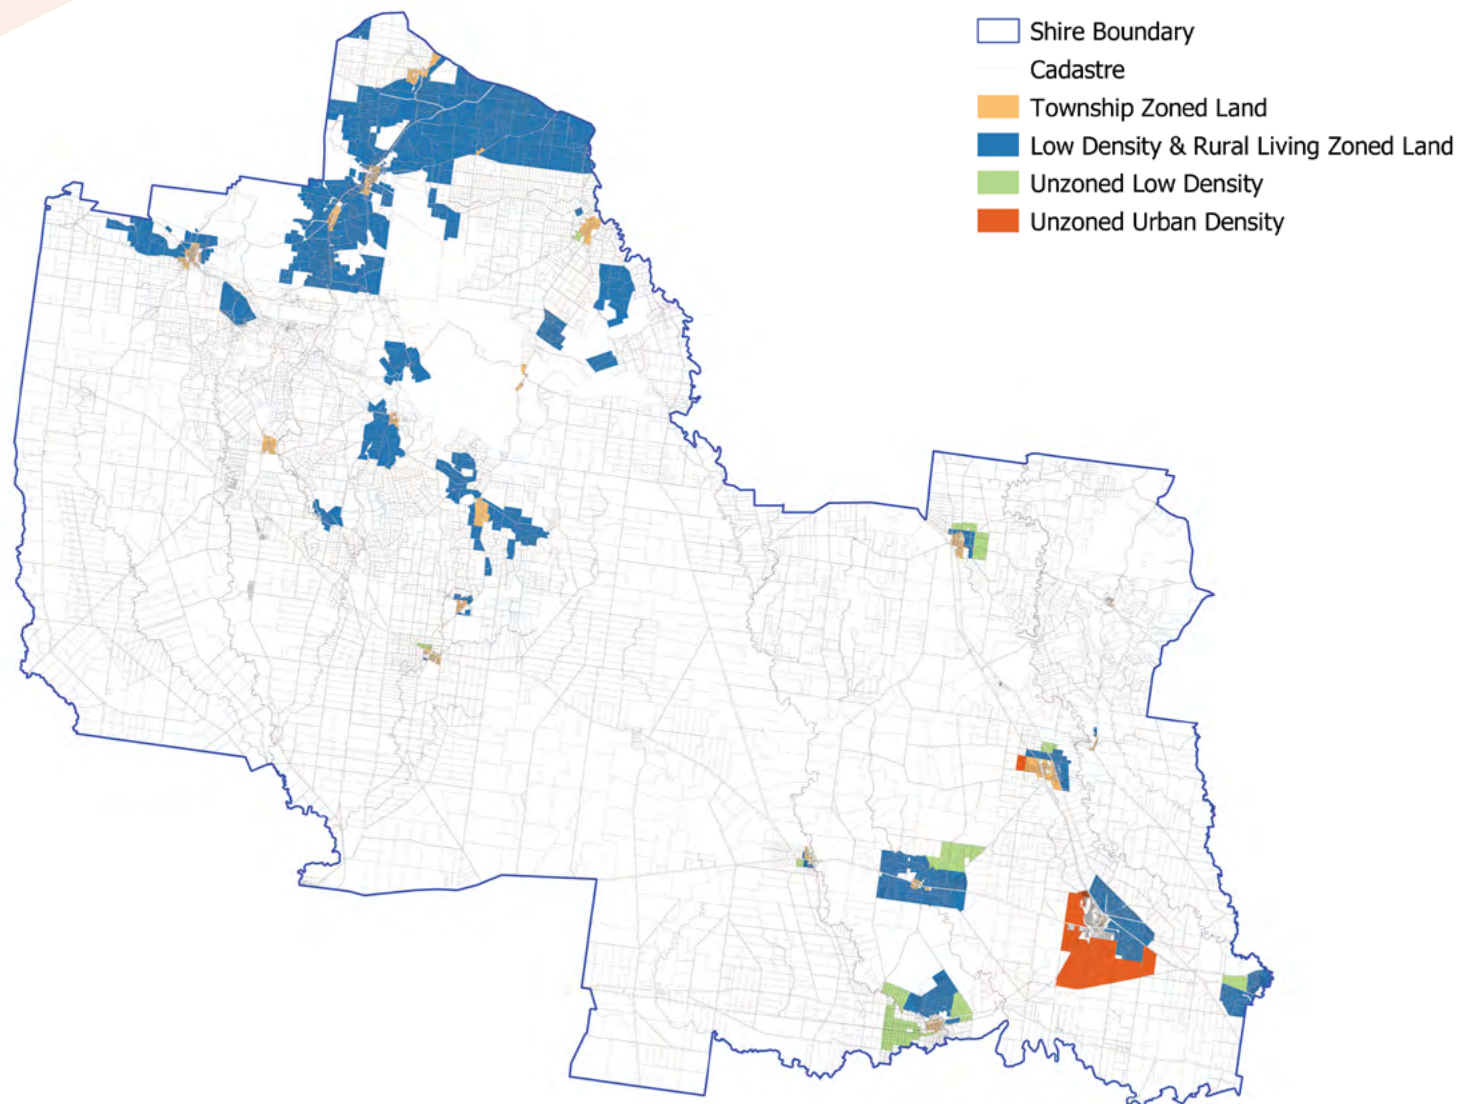 Shire Boundary
Cadastre
Township Zoned Land
Low Density & Rural Living Zoned Land
Unzoned Low Density
Unzoned Urban Density